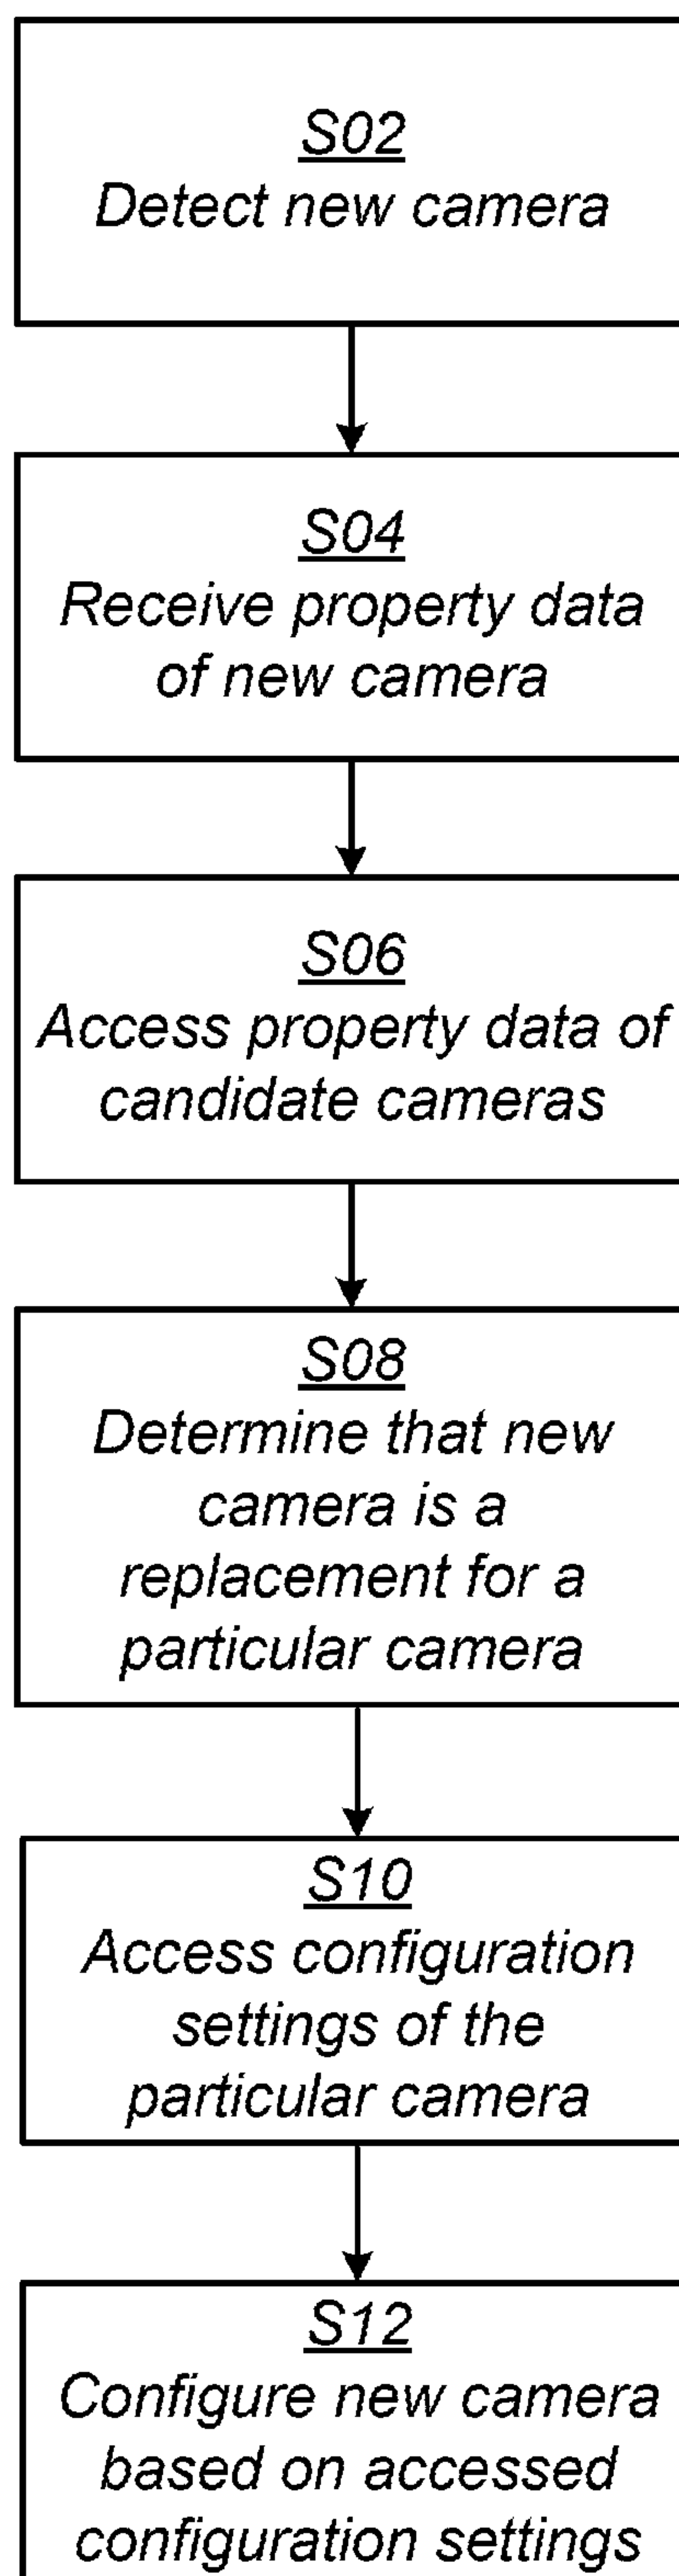 S02
Detect new camera
S04
Receive property data
of new camera
S06
Access property data of
candidate cameras
S08
Determine that new
camera is a
replacement for a
particular camera
S10
Access configuration
settings of the
particular camera
S12
Configure new camera
based on accessed
configuration settings